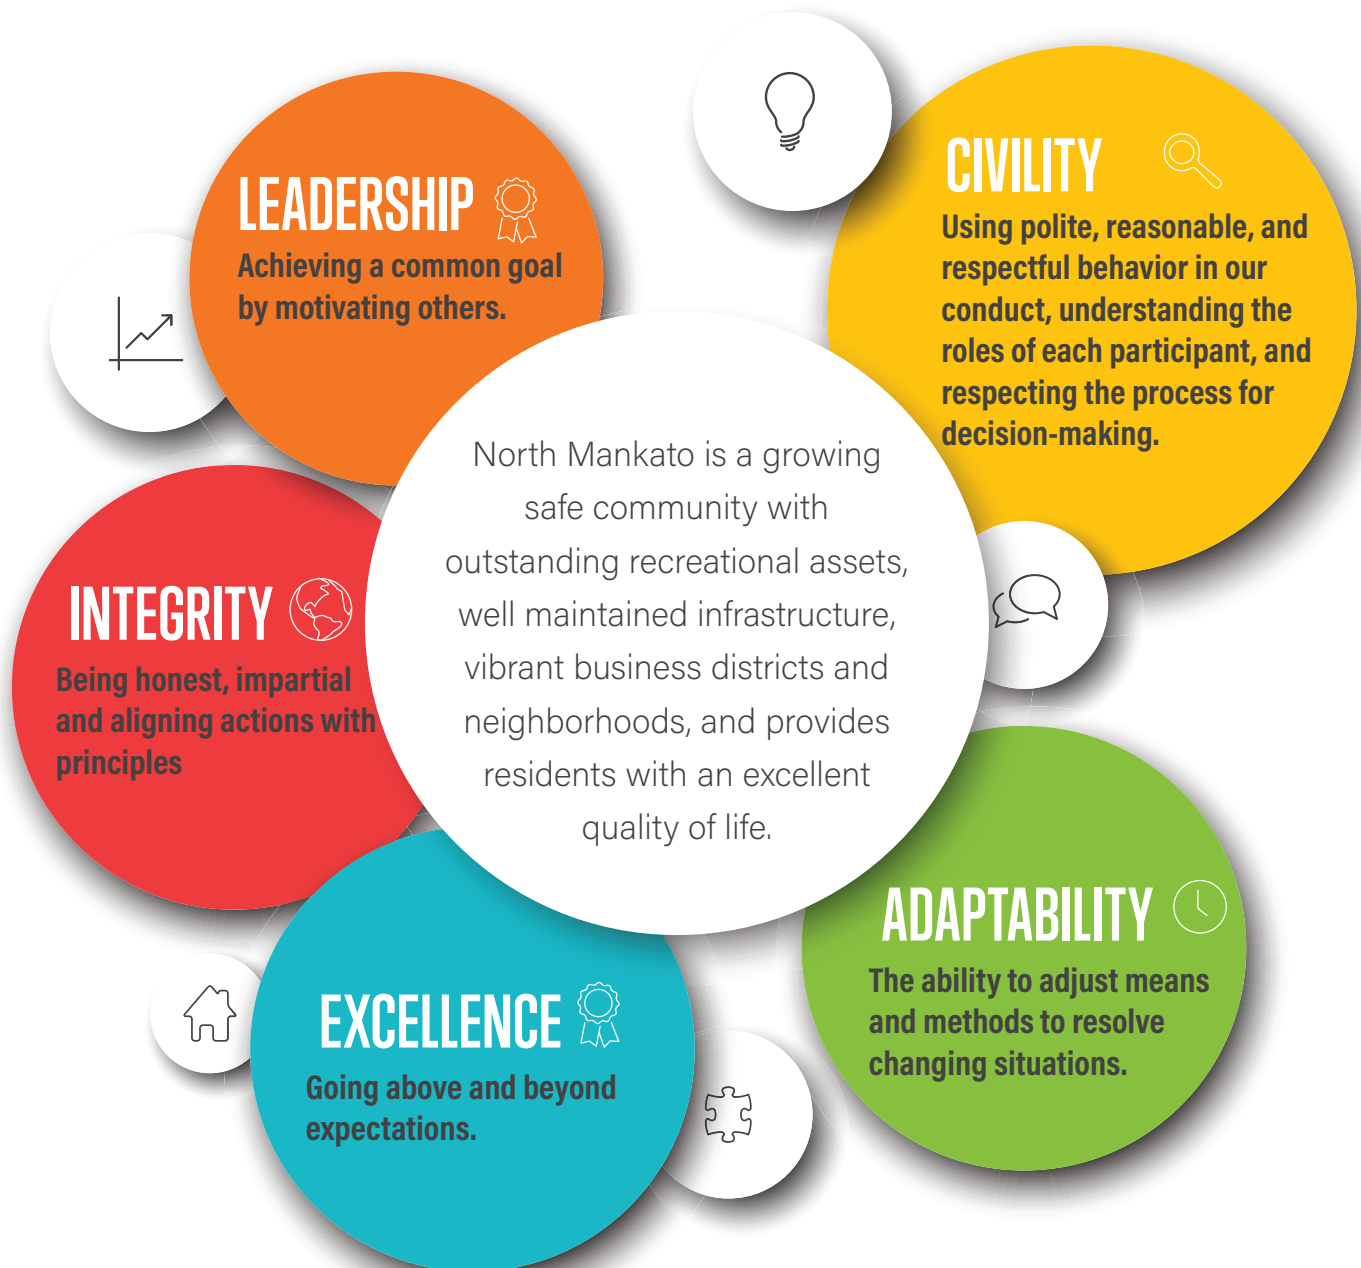 LEADERSHIP
Achieving a common goal
by motivating others.
CIVILITY
Using polite, reasonable, and
respectful behavior in our
conduct, understanding the
roles of each participant, and
respecting the process for
decision-making.
North Mankato is a growing
safe community with
outstanding recreational assets,
well maintained infrastructure,
vibrant business districts and
neighborhoods, and provides
residents with an excellent
quality of life.
INTEGRITY
Being honest, impartial
and aligning actions with
principles
ADAPTABILITY
The ability to adjust means
and methods to resolve
changing situations.
EXCELLENCE
Going above and beyond
expectations.